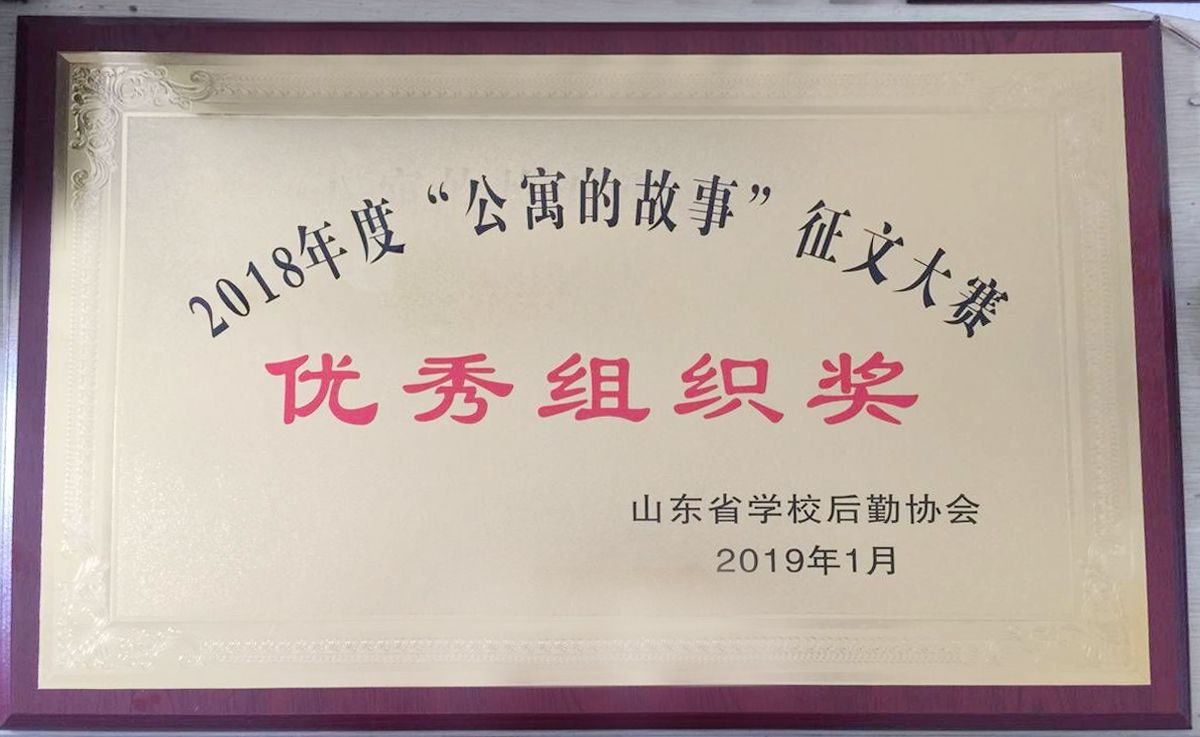 2018年度“公寓的故事”征文大赛
优秀组织奖
山东省学校后勤协会
2019年1月